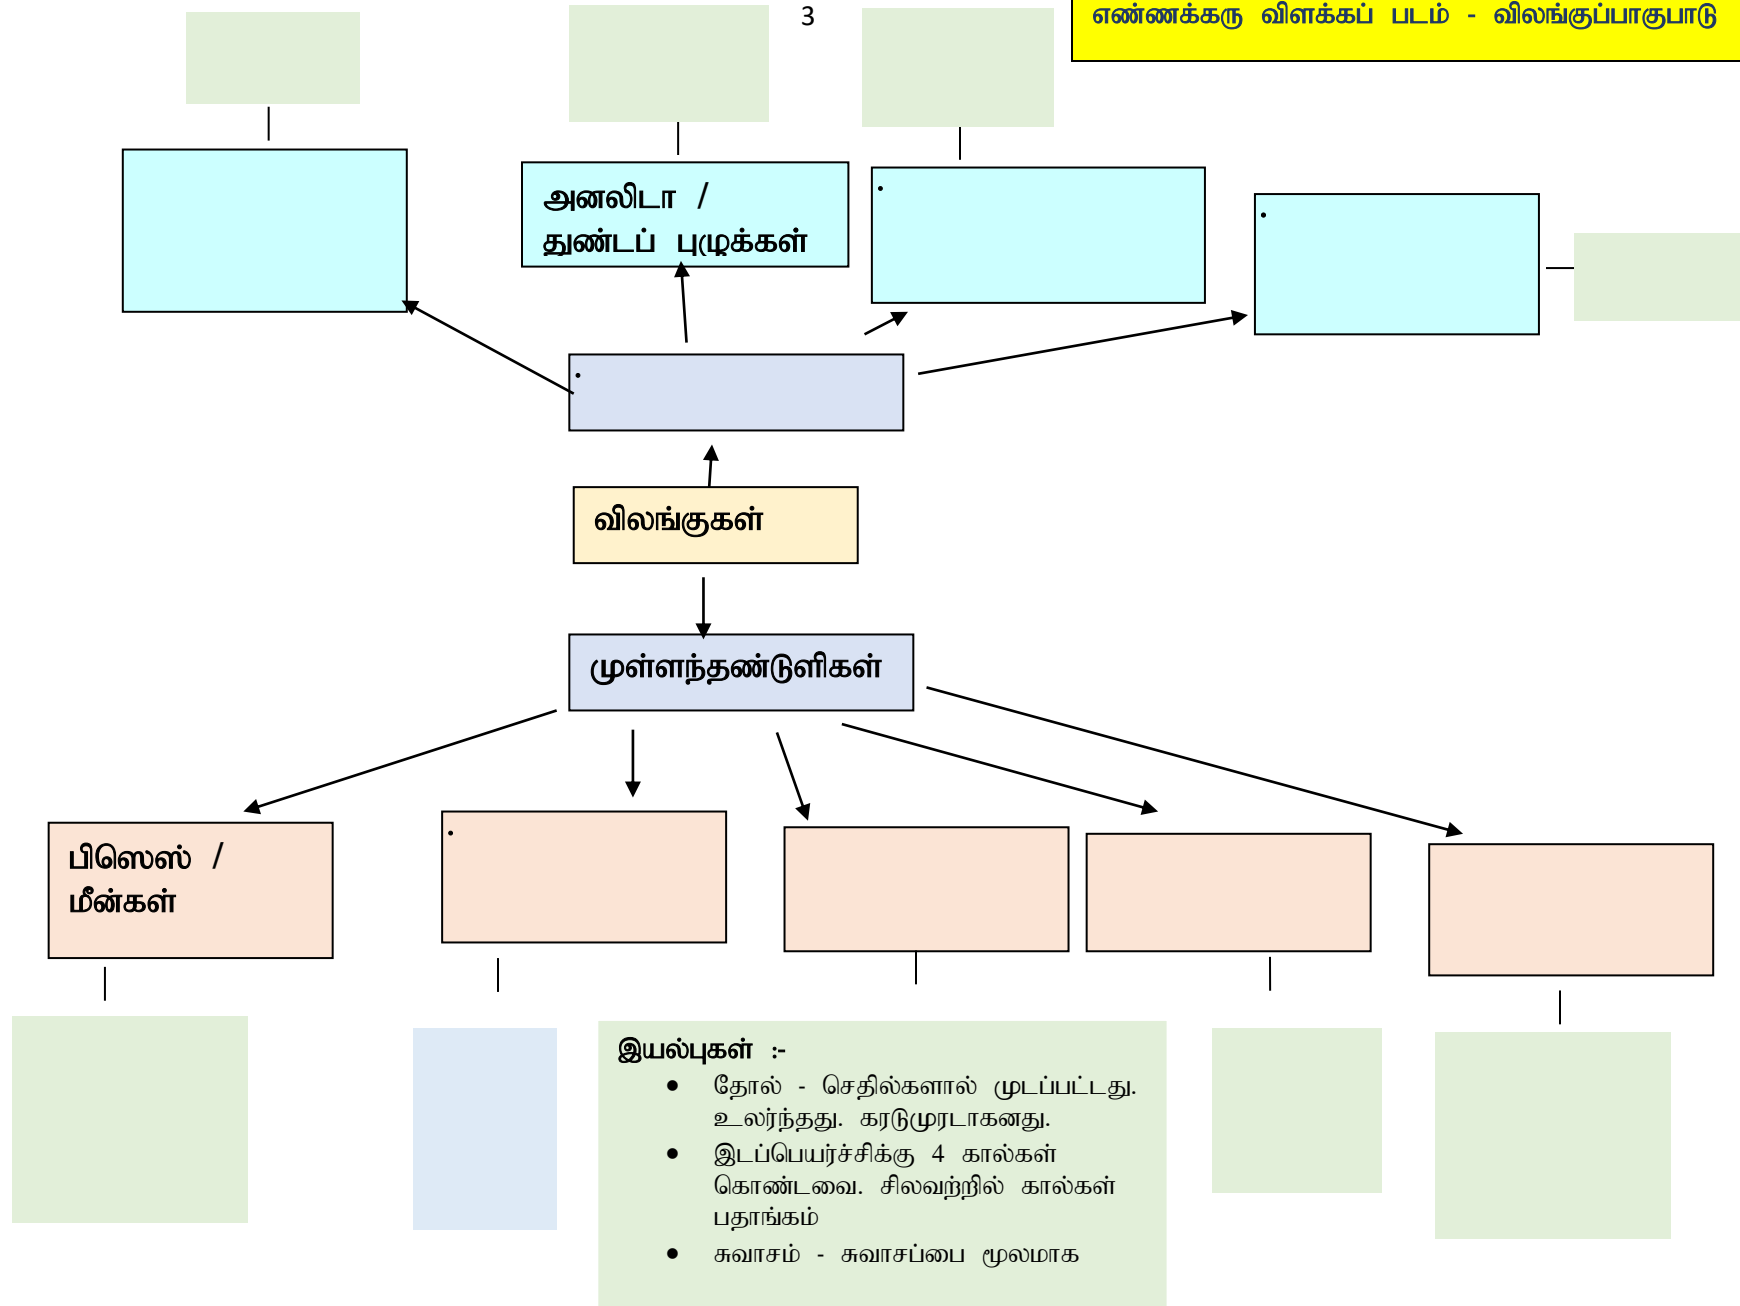 3
எண்ணக்கரு விளக்கப் படம் - விலங்குப்பாகுபாடு
அனலிடா /
துண்டப் புழுக்கள்
•
•
•
விலங்குகள்
முள்ளந்தண்டுளிகள்
பிஸெஸ் /
மீன்கள்
•
இயல்புகள் :-
• தோல் - செதில்களால் முடப்பட்டது.
உலர்ந்தது. கரடுமுரடாகனது.
• இடப்பெயர்ச்சிக்கு 4 கால்கள்
கொண்டவை. சிலவற்றில் கால்கள்
பதாங்கம்
• சுவாசம் - சுவாசப்பை மூலமாக